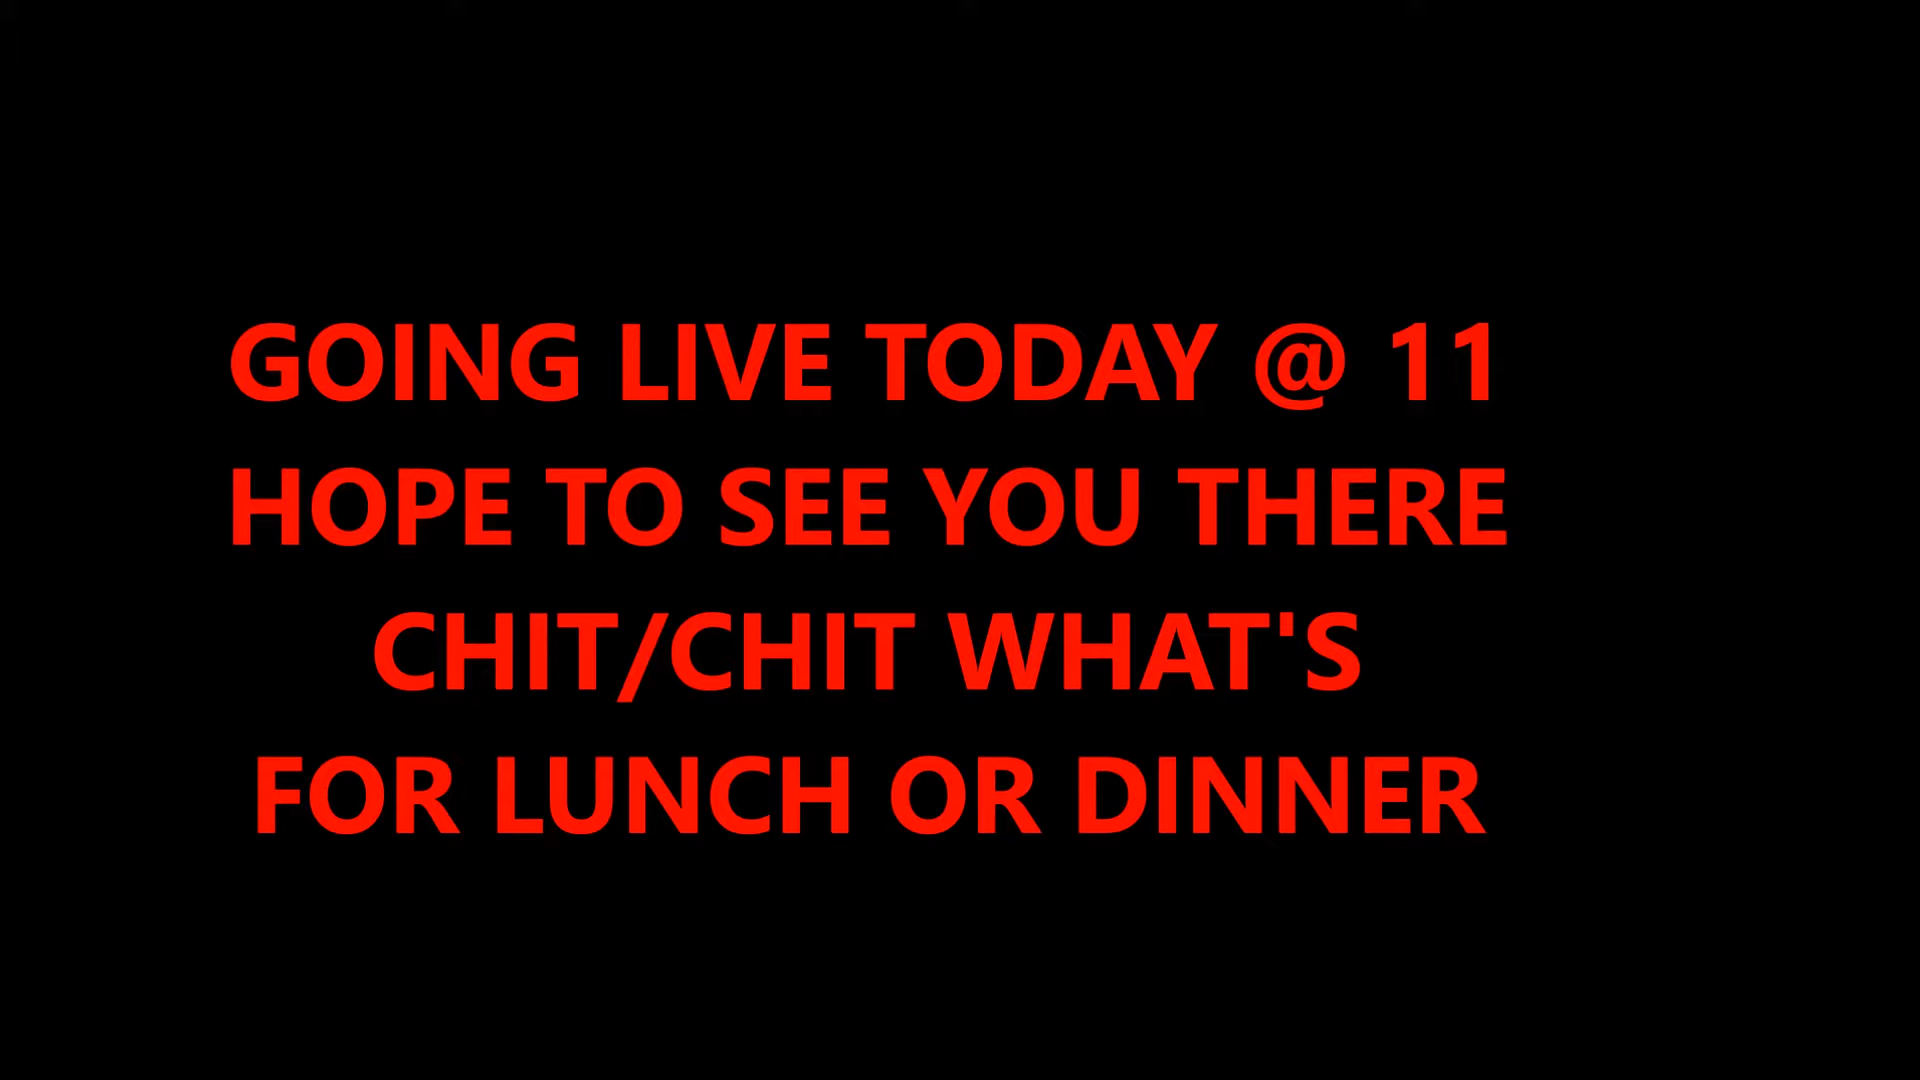 GOING LIVE TODAY @ 11
HOPE TO SEE YOU THERE
CHIT/CHIT WHAT'S
FOR LUNCH OR DINNER